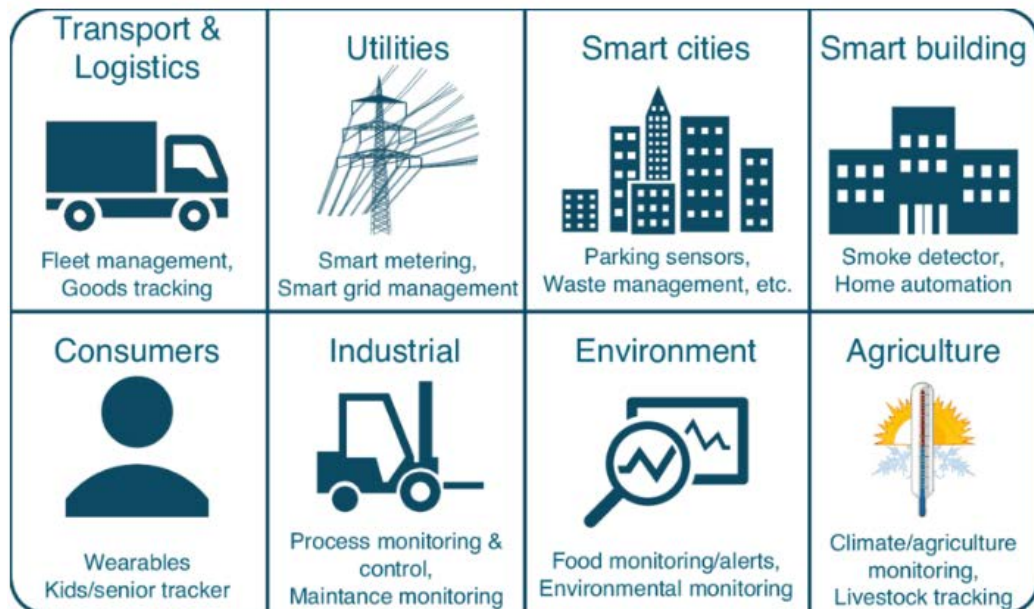 Transport &
Logistics
Fleet management,
Goods tracking
Utilities
Smart metering,
Smart grid management
Smart cities
Parking sensors,
Waste management, etc.
Smart building
Smoke detector,
Home automation
Consumers
Wearables
Kids/senior tracker
Industrial
Process monitoring &
control,
Maintance monitoring
Environment
Food monitoring/alerts,
Environmental monitoring
Agriculture
Climate/agriculture
monitoring,
Livestock tracking